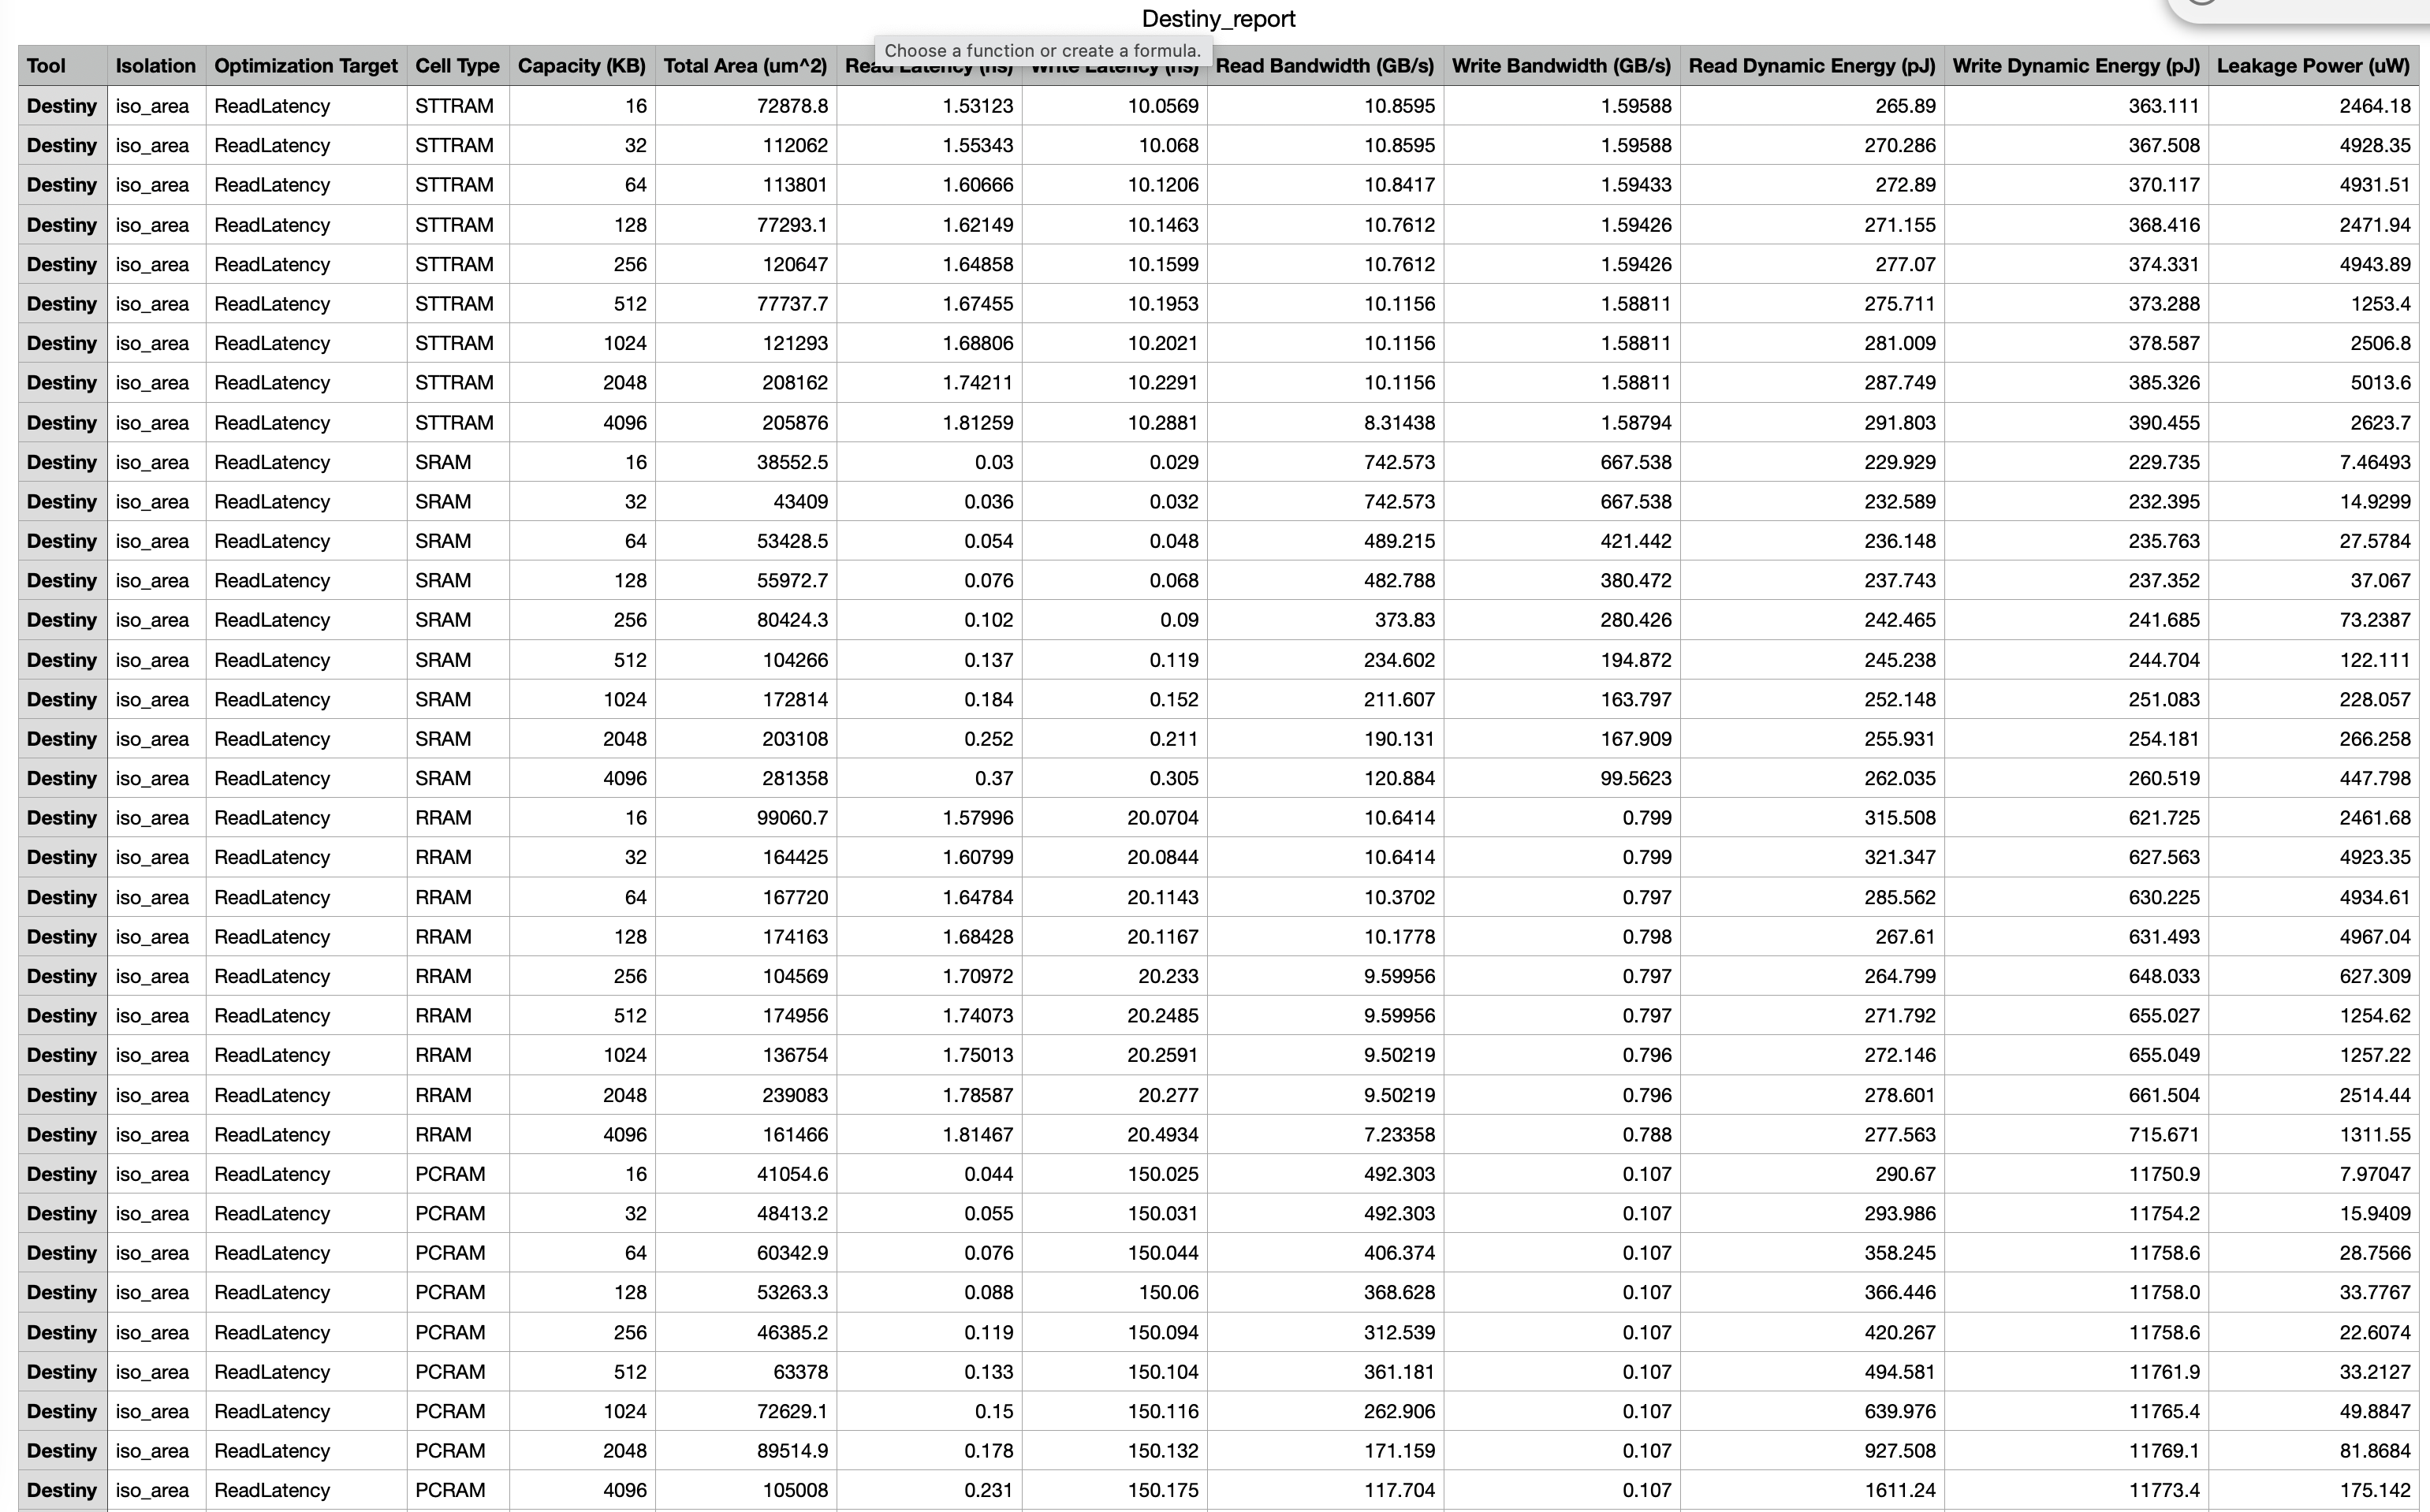 Destiny_report
Choose a function or create a formula.
Tool Isolation Optimization Target Cell Type Capacity (KB) Total Area (um^2) Read Latency (ns) Write Latency (ns) Read Bandwidth (GB/s) Write Bandwidth (GB/s) Read Dynamic Energy (pJ) Write Dynamic Energy (pJ) Leakage Power (uW)
Destiny iso_area ReadLatency STTRAM 16 72878.8 1.53123 10.0569 10.8595 1.59588 265.89 363.111 2464.18
Destiny iso_area ReadLatency STTRAM 32 112062 1.55343 10.068 10.8595 1.59588 270.286 367.508 4928.35
Destiny iso_area ReadLatency STTRAM 64 113801 1.60666 10.1206 10.8417 1.59433 272.89 370.117 4931.51
Destiny iso_area ReadLatency STTRAM 128 77293.1 1.62149 10.1463 10.7612 1.59426 271.155 368.416 2471.94
Destiny iso_area ReadLatency STTRAM 256 120647 1.64858 10.1599 10.7612 1.59426 277.07 374.331 4943.89
Destiny iso_area ReadLatency STTRAM 512 77737.7 1.67455 10.1953 10.1156 1.58811 275.711 373.288 1253.4
Destiny iso_area ReadLatency STTRAM 1024 121293 1.68806 10.2021 10.1156 1.58811 281.009 378.587 2506.8
Destiny iso_area ReadLatency STTRAM 2048 208162 1.74211 10.2291 10.1156 1.58811 287.749 385.326 5013.6
Destiny iso_area ReadLatency STTRAM 4096 205876 1.81259 10.2881 8.31438 1.58794 291.803 390.455 2623.7
Destiny iso_area ReadLatency SRAM 16 38552.5 0.03 0.029 742.573 667.538 229.929 229.735 7.46493
Destiny iso_area ReadLatency SRAM 32 43409 0.036 0.032 742.573 667.538 232.589 232.395 14.9299
Destiny iso_area ReadLatency SRAM 64 53428.5 0.054 0.048 489.215 421.442 236.148 235.763 27.5784
Destiny iso_area ReadLatency SRAM 128 55972.7 0.076 0.068 482.788 380.472 237.743 237.352 37.067
Destiny iso_area ReadLatency SRAM 256 80424.3 0.102 0.09 373.83 280.426 242.465 241.685 73.2387
Destiny iso_area ReadLatency SRAM 512 104266 0.137 0.119 234.602 194.872 245.238 244.704 122.111
Destiny iso_area ReadLatency SRAM 1024 172814 0.184 0.152 211.607 163.797 252.148 251.083 228.057
Destiny iso_area ReadLatency SRAM 2048 203108 0.252 0.211 190.131 167.909 255.931 254.181 266.258
Destiny iso_area ReadLatency SRAM 4096 281358 0.37 0.305 120.884 99.5623 262.035 260.519 447.798
Destiny iso_area ReadLatency RRAM 16 99060.7 1.57996 20.0704 10.6414 0.799 315.508 621.725 2461.68
Destiny iso_area ReadLatency RRAM 32 164425 1.60799 20.0844 10.6414 0.799 321.347 627.563 4923.35
Destiny iso_area ReadLatency RRAM 64 167720 1.64784 20.1143 10.3702 0.797 285.562 630.225 4934.61
Destiny iso_area ReadLatency RRAM 128 174163 1.68428 20.1167 10.1778 0.798 267.61 631.493 4967.04
Destiny iso_area ReadLatency RRAM 256 104569 1.70972 20.233 9.59956 0.797 264.799 648.033 627.309
Destiny iso_area ReadLatency RRAM 512 174956 1.74073 20.2485 9.59956 0.797 271.792 655.027 1254.62
Destiny iso_area ReadLatency RRAM 1024 136754 1.75013 20.2591 9.50219 0.796 272.146 655.049 1257.22
Destiny iso_area ReadLatency RRAM 2048 239083 1.78587 20.277 9.50219 0.796 278.601 661.504 2514.44
Destiny iso_area ReadLatency RRAM 4096 161466 1.81467 20.4934 7.23358 0.788 277.563 715.671 1311.55
Destiny iso_area ReadLatency PCRAM 16 41054.6 0.044 150.025 492.303 0.107 290.67 11750.9 7.97047
Destiny iso_area ReadLatency PCRAM 32 48413.2 0.055 150.031 492.303 0.107 293.986 11754.2 15.9409
Destiny iso_area ReadLatency PCRAM 64 60342.9 0.076 150.044 406.374 0.107 358.245 11758.6 28.7566
Destiny iso_area ReadLatency PCRAM 128 53263.3 0.088 150.06 368.628 0.107 366.446 11758.0 33.7767
Destiny iso_area ReadLatency PCRAM 256 46385.2 0.119 150.094 312.539 0.107 420.267 11758.6 22.6074
Destiny iso_area ReadLatency PCRAM 512 63378 0.133 150.104 361.181 0.107 494.581 11761.9 33.2127
Destiny iso_area ReadLatency PCRAM 1024 72629.1 0.15 150.116 262.906 0.107 639.976 11765.4 49.8847
Destiny iso_area ReadLatency PCRAM 2048 89514.9 0.178 150.132 171.159 0.107 927.508 11769.1 81.8684
Destiny iso_area ReadLatency PCRAM 4096 105008 0.231 150.175 117.704 0.107 1611.24 11773.4 175.142